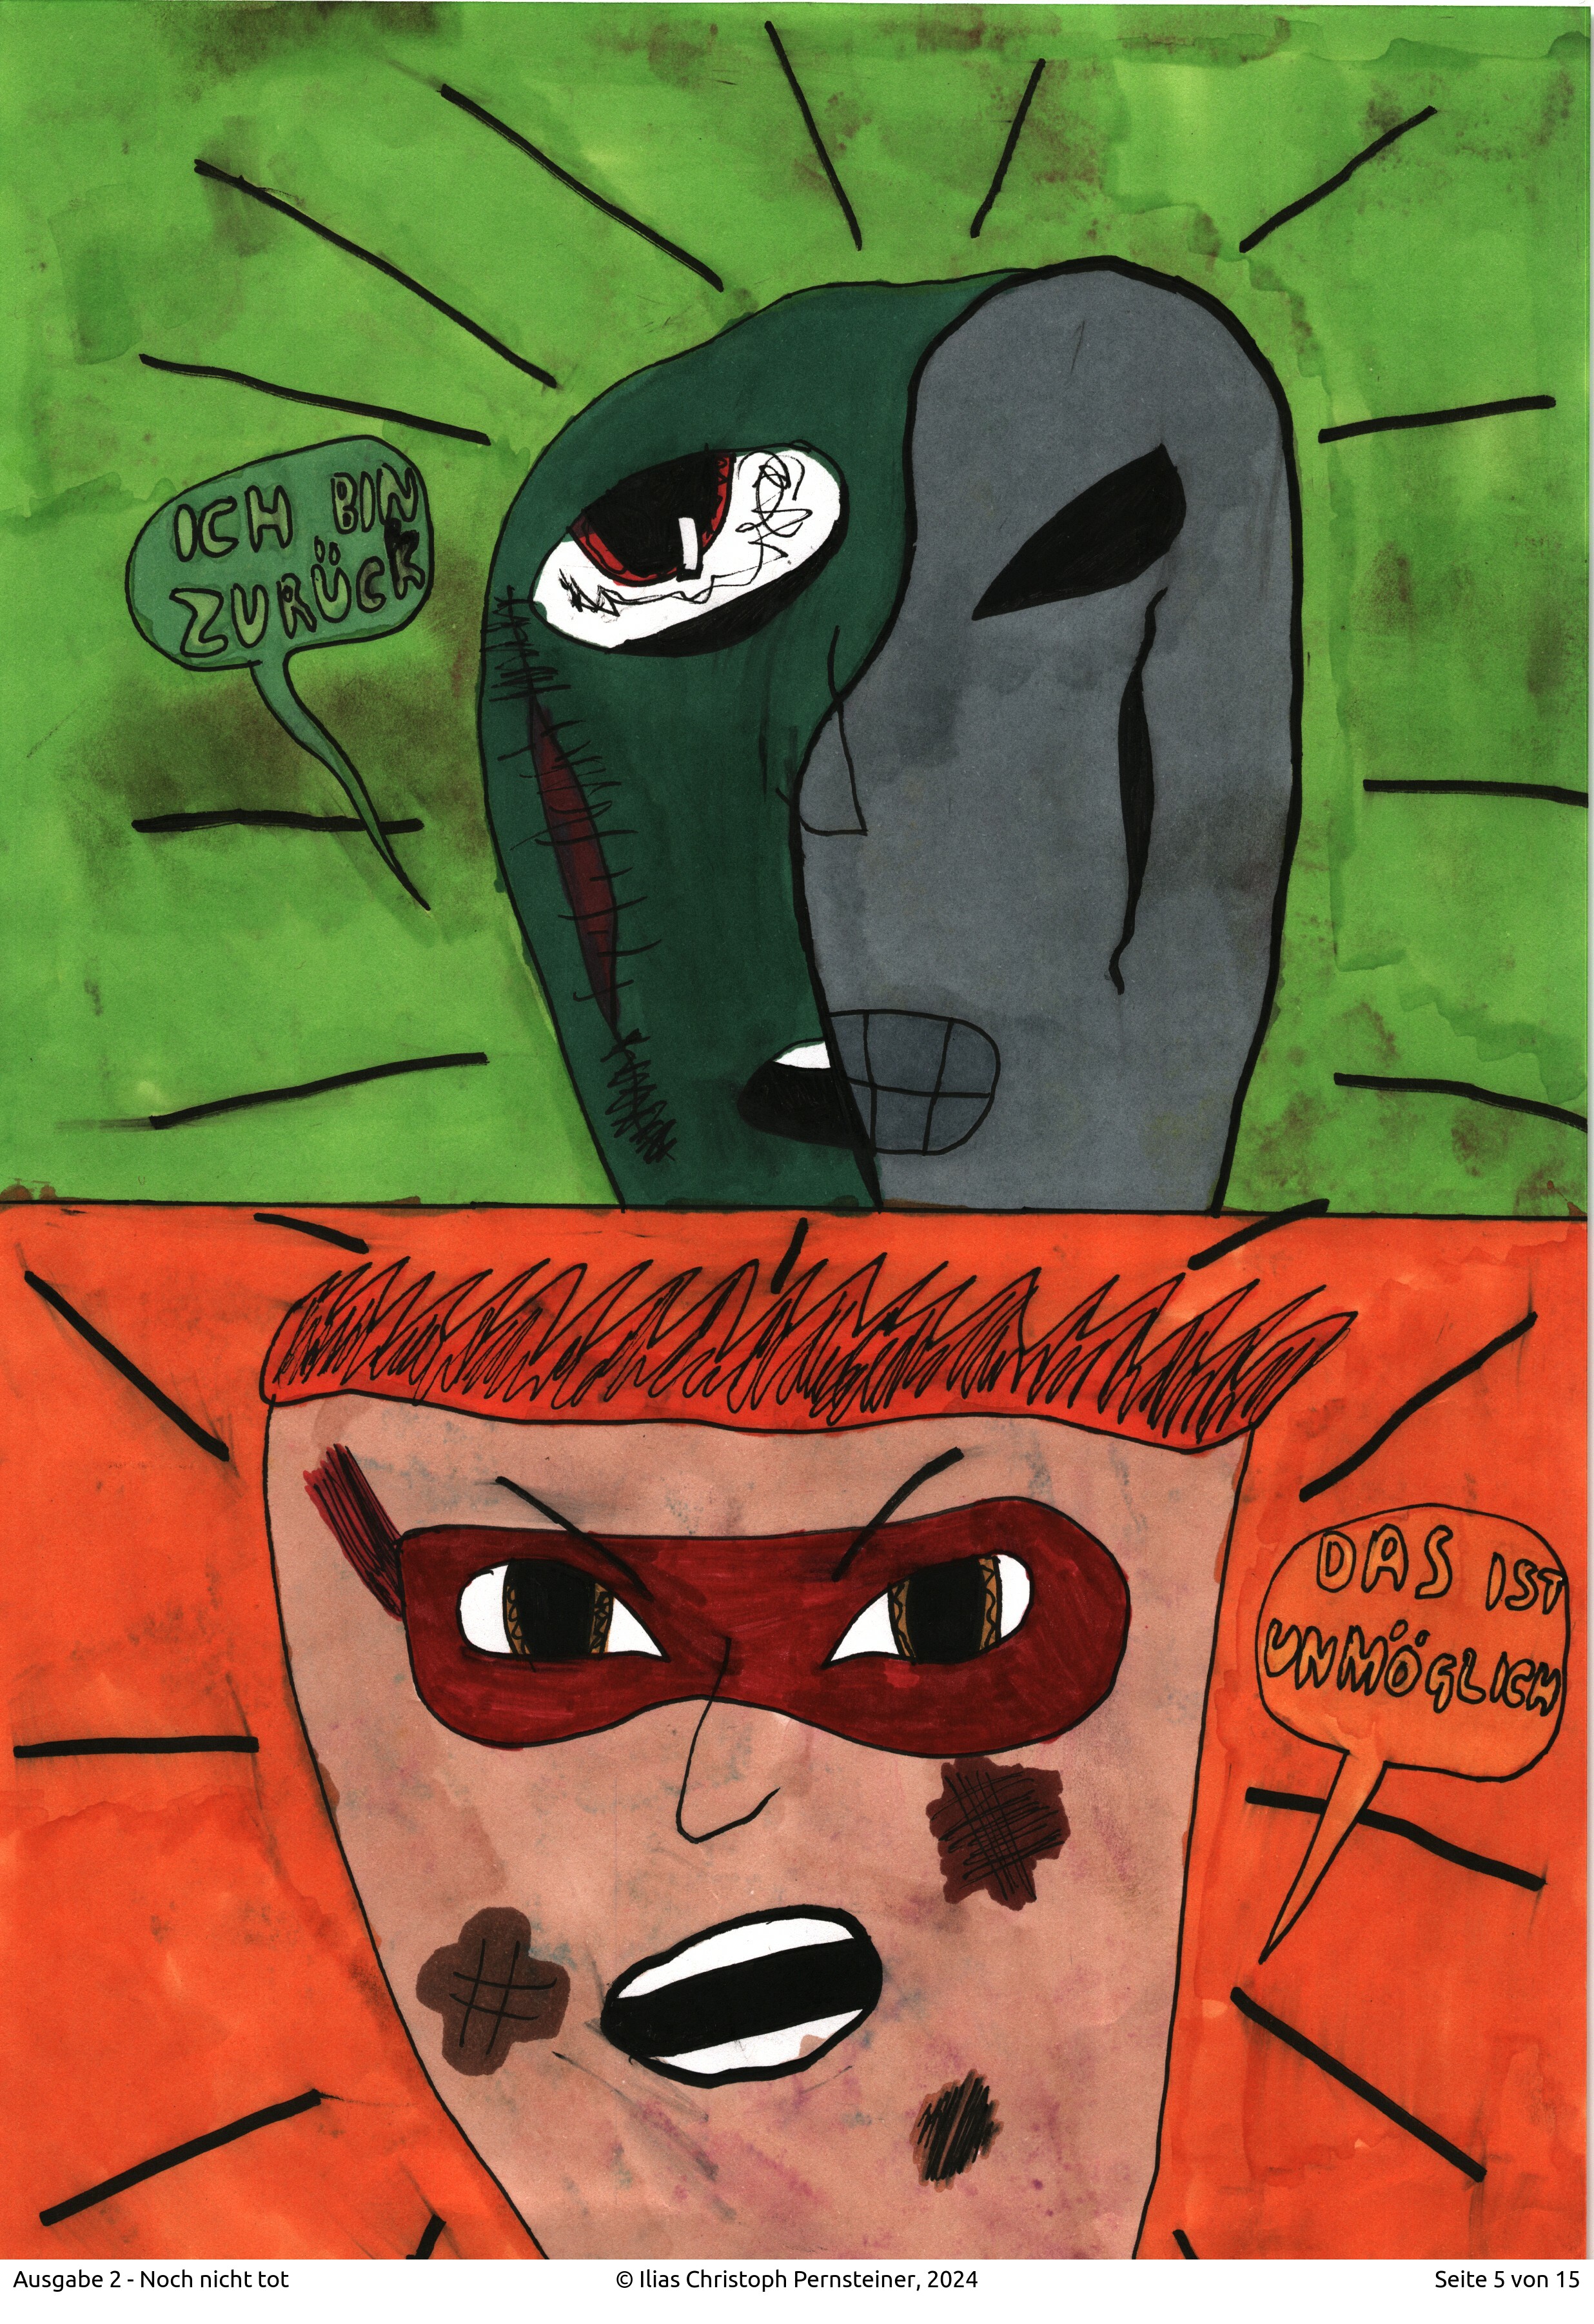 ICH BIN
ZURÜCK
DAS IST
UNMÖGLICH
Ausgabe 2 - Noch nicht tot
© Ilias Christoph Pernsteiner, 2024
Seite 5 von 15